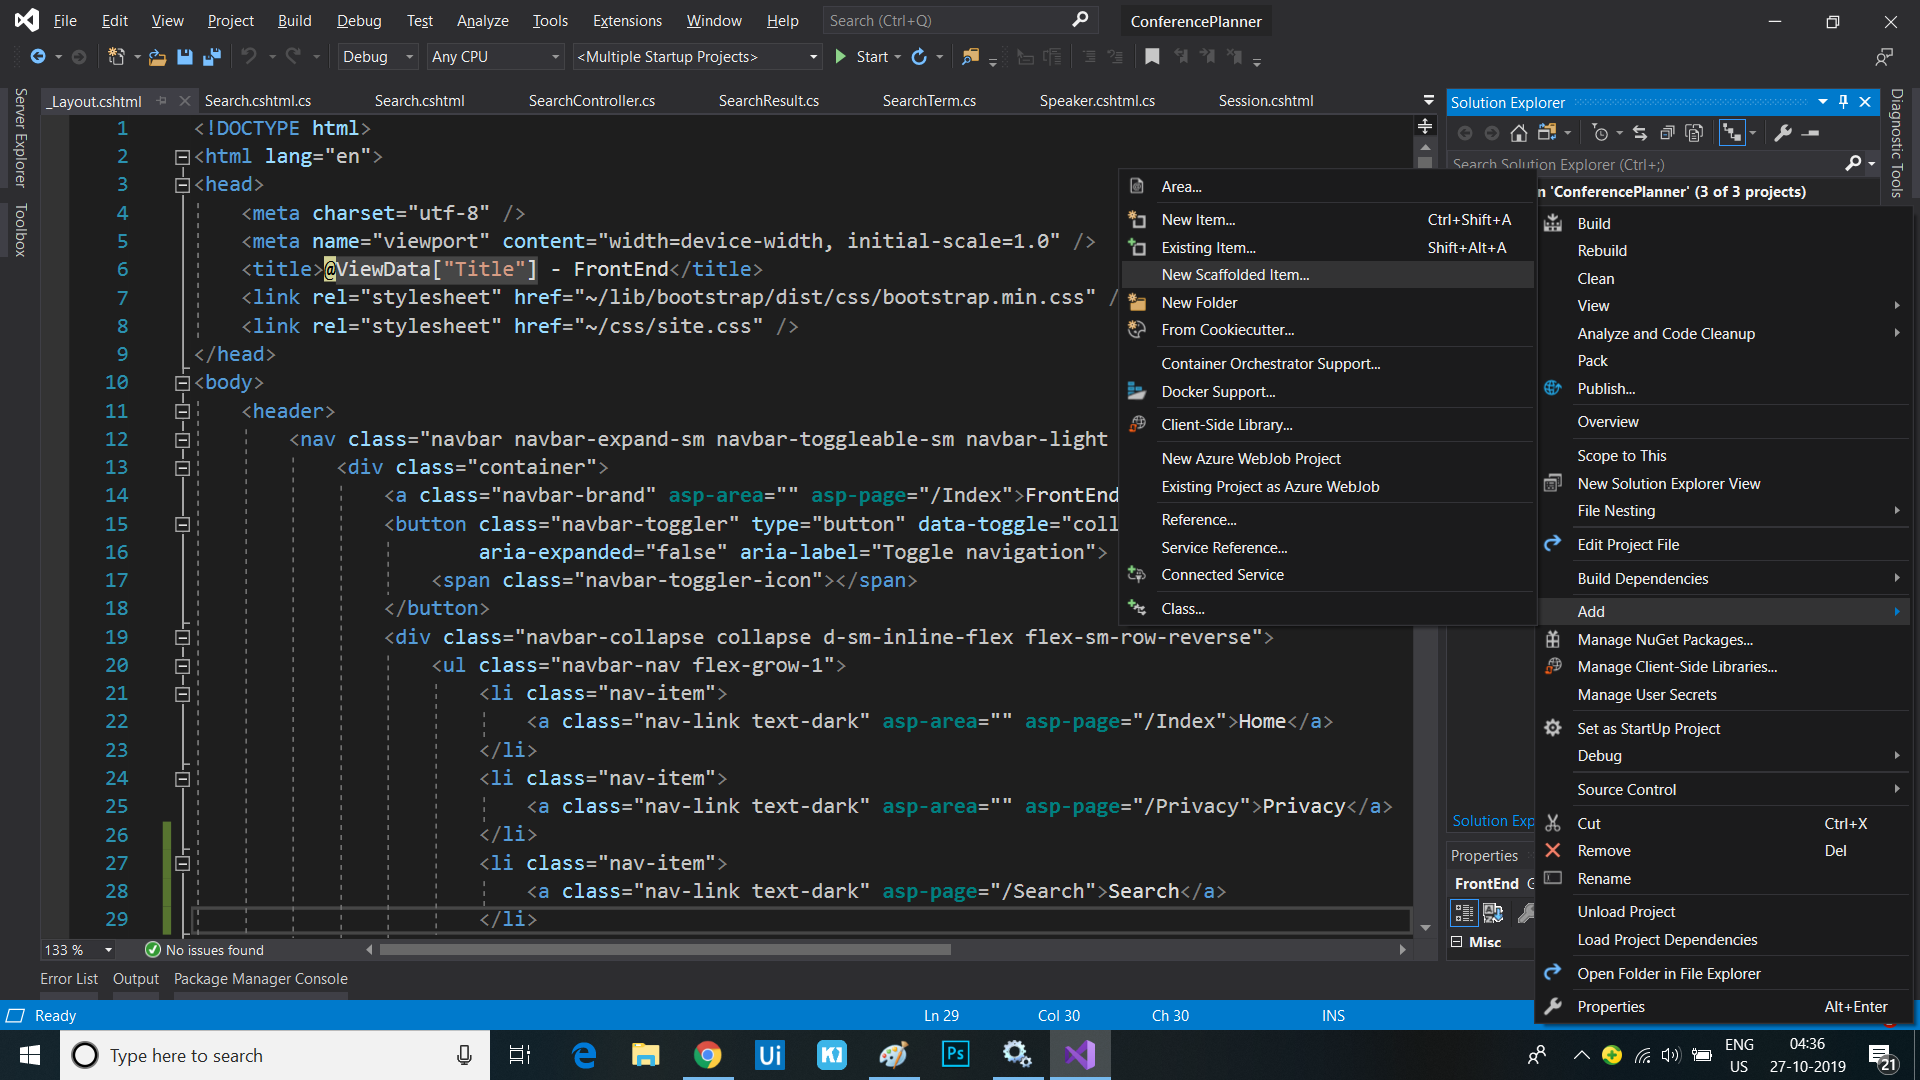 File Edit View Project Build Debug Test Analyze Tools Extensions Window Help Search (Ctrl+Q) ConferencePlanner
Debug Any CPU <Multiple Startup Projects> Start
Server Explorer
Toolbox
_Layout.cshtml Search.cshtml.cs Search.cshtml SearchController.cs SearchResult.cs SearchTerm.cs Speaker.cshtml.cs Session.cshtml
1 <!DOCTYPE html>
2 <html lang="en">
3 <head>
4 <meta charset="utf-8" />
5 <meta name="viewport" content="width=device-width, initial-scale=1.0" />
6 <title>@ViewData["Title"] - FrontEnd</title>
7 <link rel="stylesheet" href="~/lib/bootstrap/dist/css/bootstrap.min.css" /
8 <link rel="stylesheet" href="~/css/site.css" />
9 </head>
10 <body>
11 <header>
12 <nav class="navbar navbar-expand-sm navbar-toggleable-sm navbar-light
13 <div class="container">
14 <a class="navbar-brand" asp-area="" asp-page="/Index">FrontEnd
15 <button class="navbar-toggler" type="button" data-toggle="coll
16 aria-expanded="false" aria-label="Toggle navigation">
17 <span class="navbar-toggler-icon"></span>
18 </button>
19 <div class="navbar-collapse collapse d-sm-inline-flex flex-sm-row-reverse">
20 <ul class="navbar-nav flex-grow-1">
21 <li class="nav-item">
22 <a class="nav-link text-dark" asp-area="" asp-page="/Index">Home</a>
23 </li>
24 <li class="nav-item">
25 <a class="nav-link text-dark" asp-area="" asp-page="/Privacy">Privacy</a>
26 </li>
27 <li class="nav-item">
28 <a class="nav-link text-dark" asp-page="/Search">Search</a>
29 </li>
133 % No issues found
Error List Output Package Manager Console
Area...
New Item... Ctrl+Shift+A
Existing Item... Shift+Alt+A
New Scaffolded Item...
New Folder
From Cookiecutter...
Container Orchestrator Support...
Docker Support...
Client-Side Library...
New Azure WebJob Project
Existing Project as Azure WebJob
Reference...
Service Reference...
Connected Service
Class...
Solution Explorer
Search Solution Explorer (Ctrl+;)
n 'ConferencePlanner' (3 of 3 projects)
Build
Rebuild
Clean
View
Analyze and Code Cleanup
Pack
Publish...
Overview
Scope to This
New Solution Explorer View
File Nesting
Edit Project File
Build Dependencies
Add
Manage NuGet Packages...
Manage Client-Side Libraries...
Manage User Secrets
Set as StartUp Project
Debug
Source Control
Cut Ctrl+X
Remove Del
Rename
Unload Project
Load Project Dependencies
Open Folder in File Explorer
Properties Alt+Enter
Solution Exp
Properties
FrontEnd
Misc
Diagnostic Tools
Ready Ln 29 Col 30 Ch 30 INS
Type here to search
Ui
Ps
ENG
US
04:36
27-10-2019
21